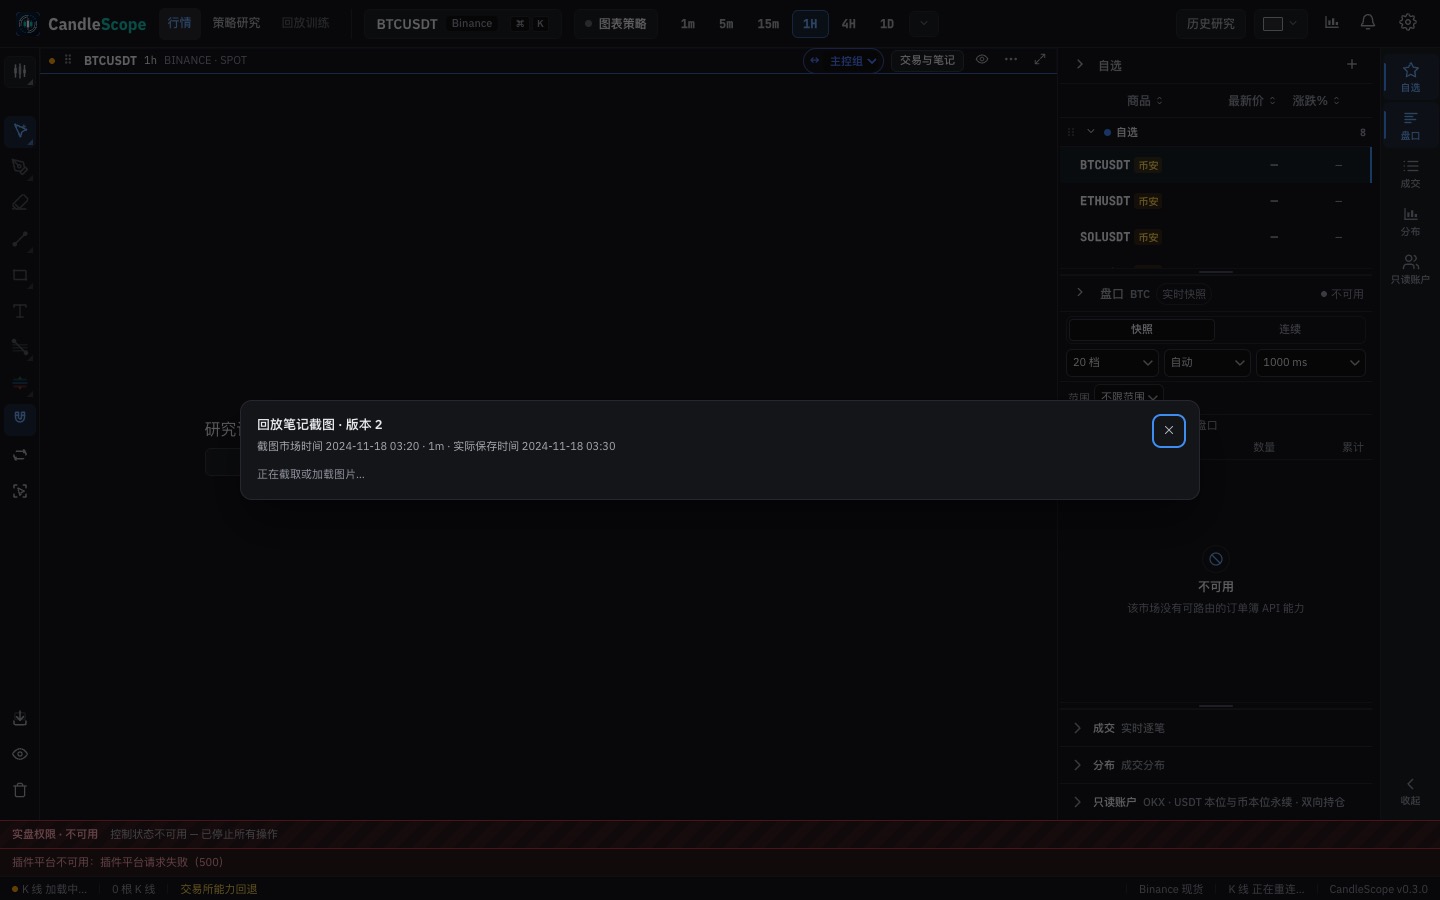 CandleScope 行情 策略研究 回放训练 BTCUSDT Binance ⌘ K 图表策略 1m 5m 15m 1H 4H 1D 历史研究
BTCUSDT 1h BINANCE · SPOT 主控组 交易与笔记
自选
商品 最新价 涨跌%
自选 8
BTCUSDT 币安 — —
ETHUSDT 币安 — —
SOLUSDT 币安 — —
自选
盘口
成交
分布
只读账户
盘口 BTC 实时快照 不可用
快照 连续
20 档 自动 1000 ms
范围 不限范围
盘口
数量 累计
研究
回放笔记截图 · 版本 2
截图市场时间 2024-11-18 03:20 · 1m · 实际保存时间 2024-11-18 03:30
正在截取或加载图片...
不可用
该市场没有可路由的订单簿 API 能力
成交 实时逐笔
分布 成交分布
只读账户 OKX · USDT 本位与币本位永续 · 双向持仓
收起
实盘权限 · 不可用 控制状态不可用 — 已停止所有操作
插件平台不可用：插件平台请求失败（500）
K 线 加载中... 0 根 K 线 交易所能力回退 Binance 现货 K 线 正在重连... CandleScope v0.3.0